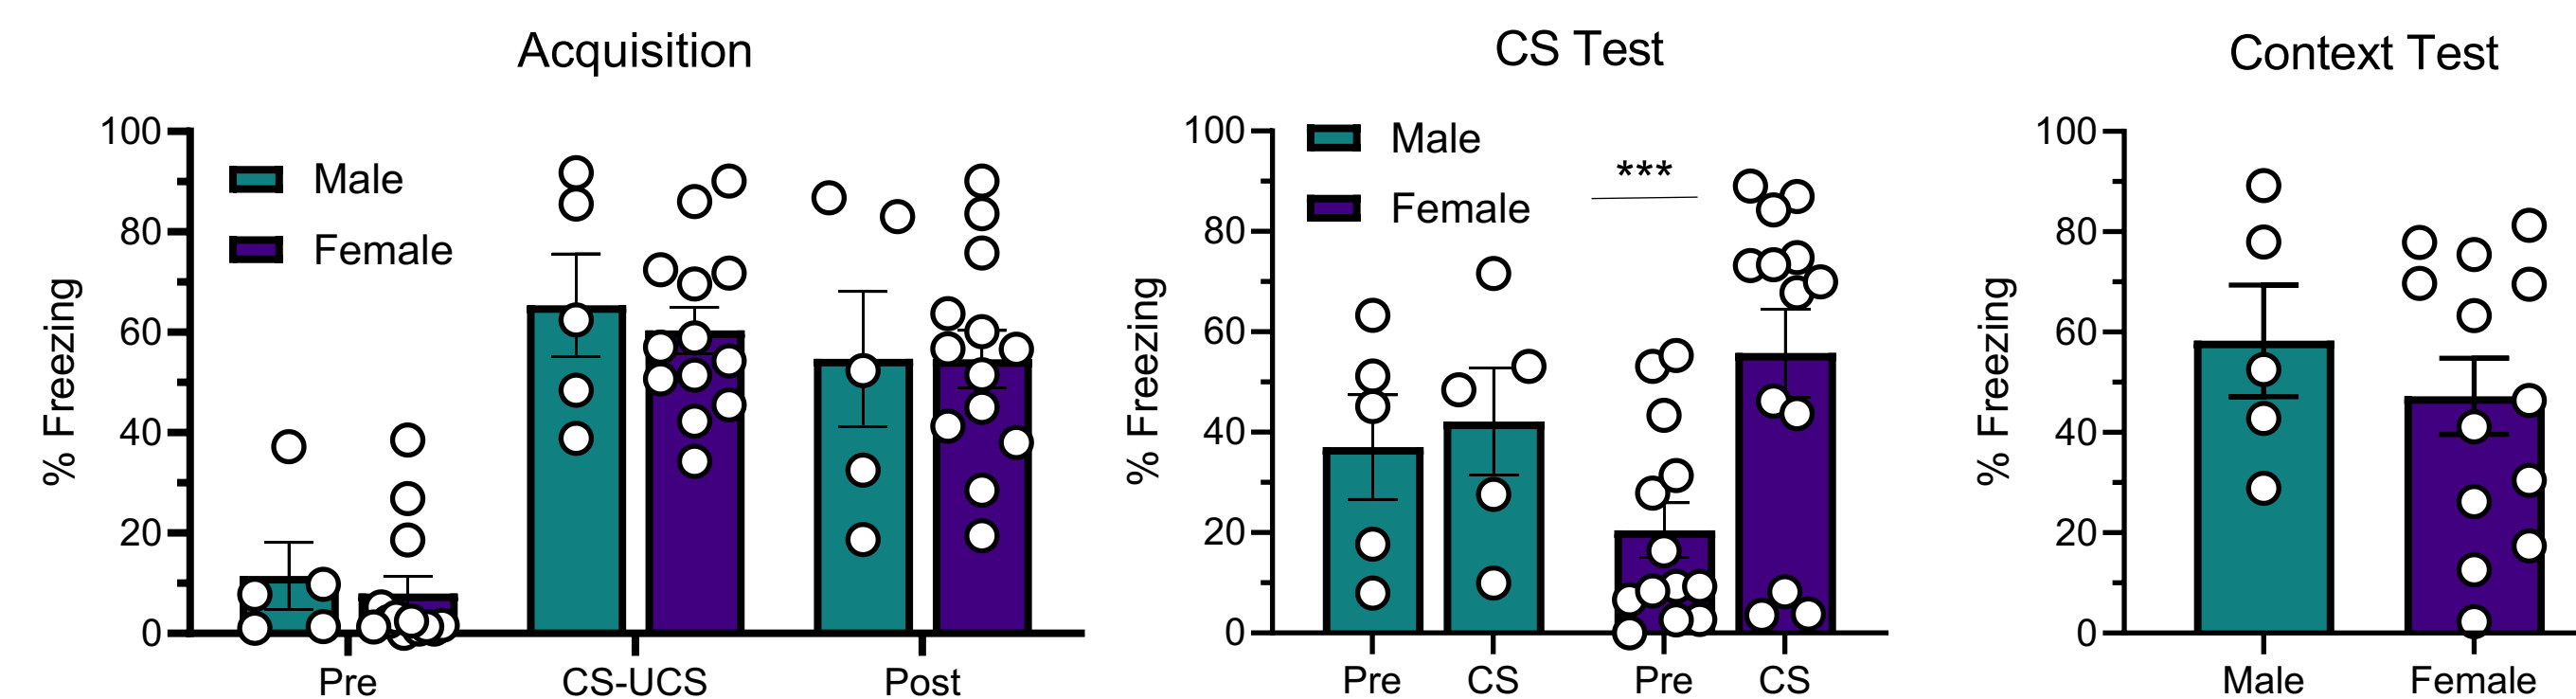 Acquisition
% Freezing
100
80
60
40
20
0
Male
Female
Pre
CS-UCS
Post
CS Test
% Freezing
100
80
60
40
20
0
Male
Female
***
Pre
CS
Pre
CS
Context Test
% Freezing
100
80
60
40
20
0
Male
Female